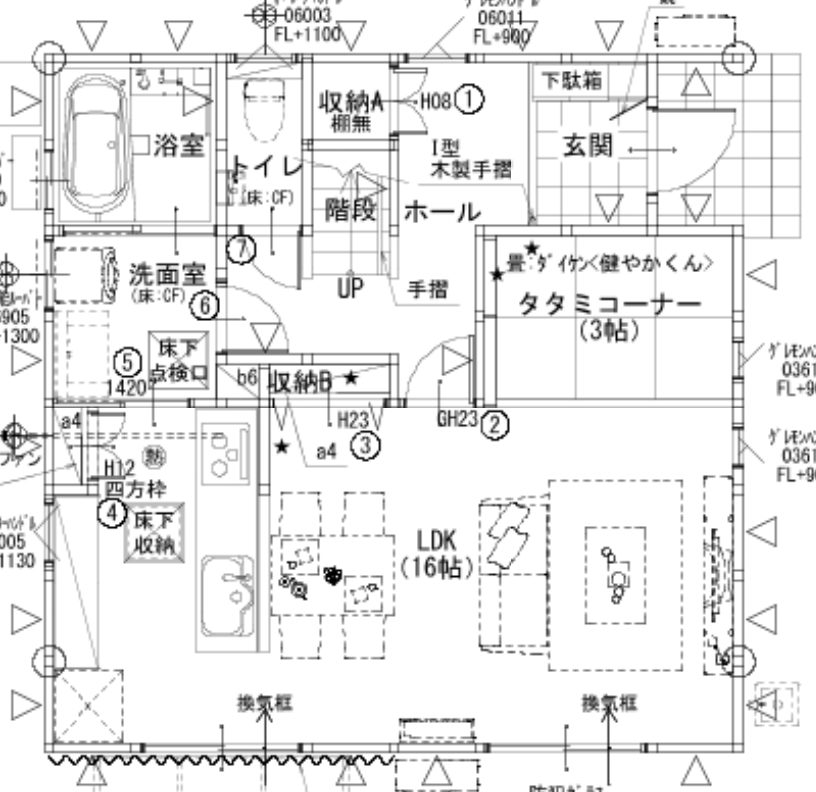 06003
FL+1100
06011
FL+900
収納A
棚無
H08 ①
下駄箱
玄関
浴室
トイレ
(床:CF)
I型
木製手摺
階段
ホール
⑦
UP
手摺
洗面室
(床:CF)
⑥
★
★
畳:ダイケン<健やかくん>
タタミコーナー
(3帖)
5905
1300
⑤
1420
床下
点検口
b6
収納B ★
H23 ③
GH23 ②
0361
a4
ファン
H12
四方枠
熱
④
床下
収納
★
a4
0361
005
1130
LDK
(16帖)
換気框
換気框